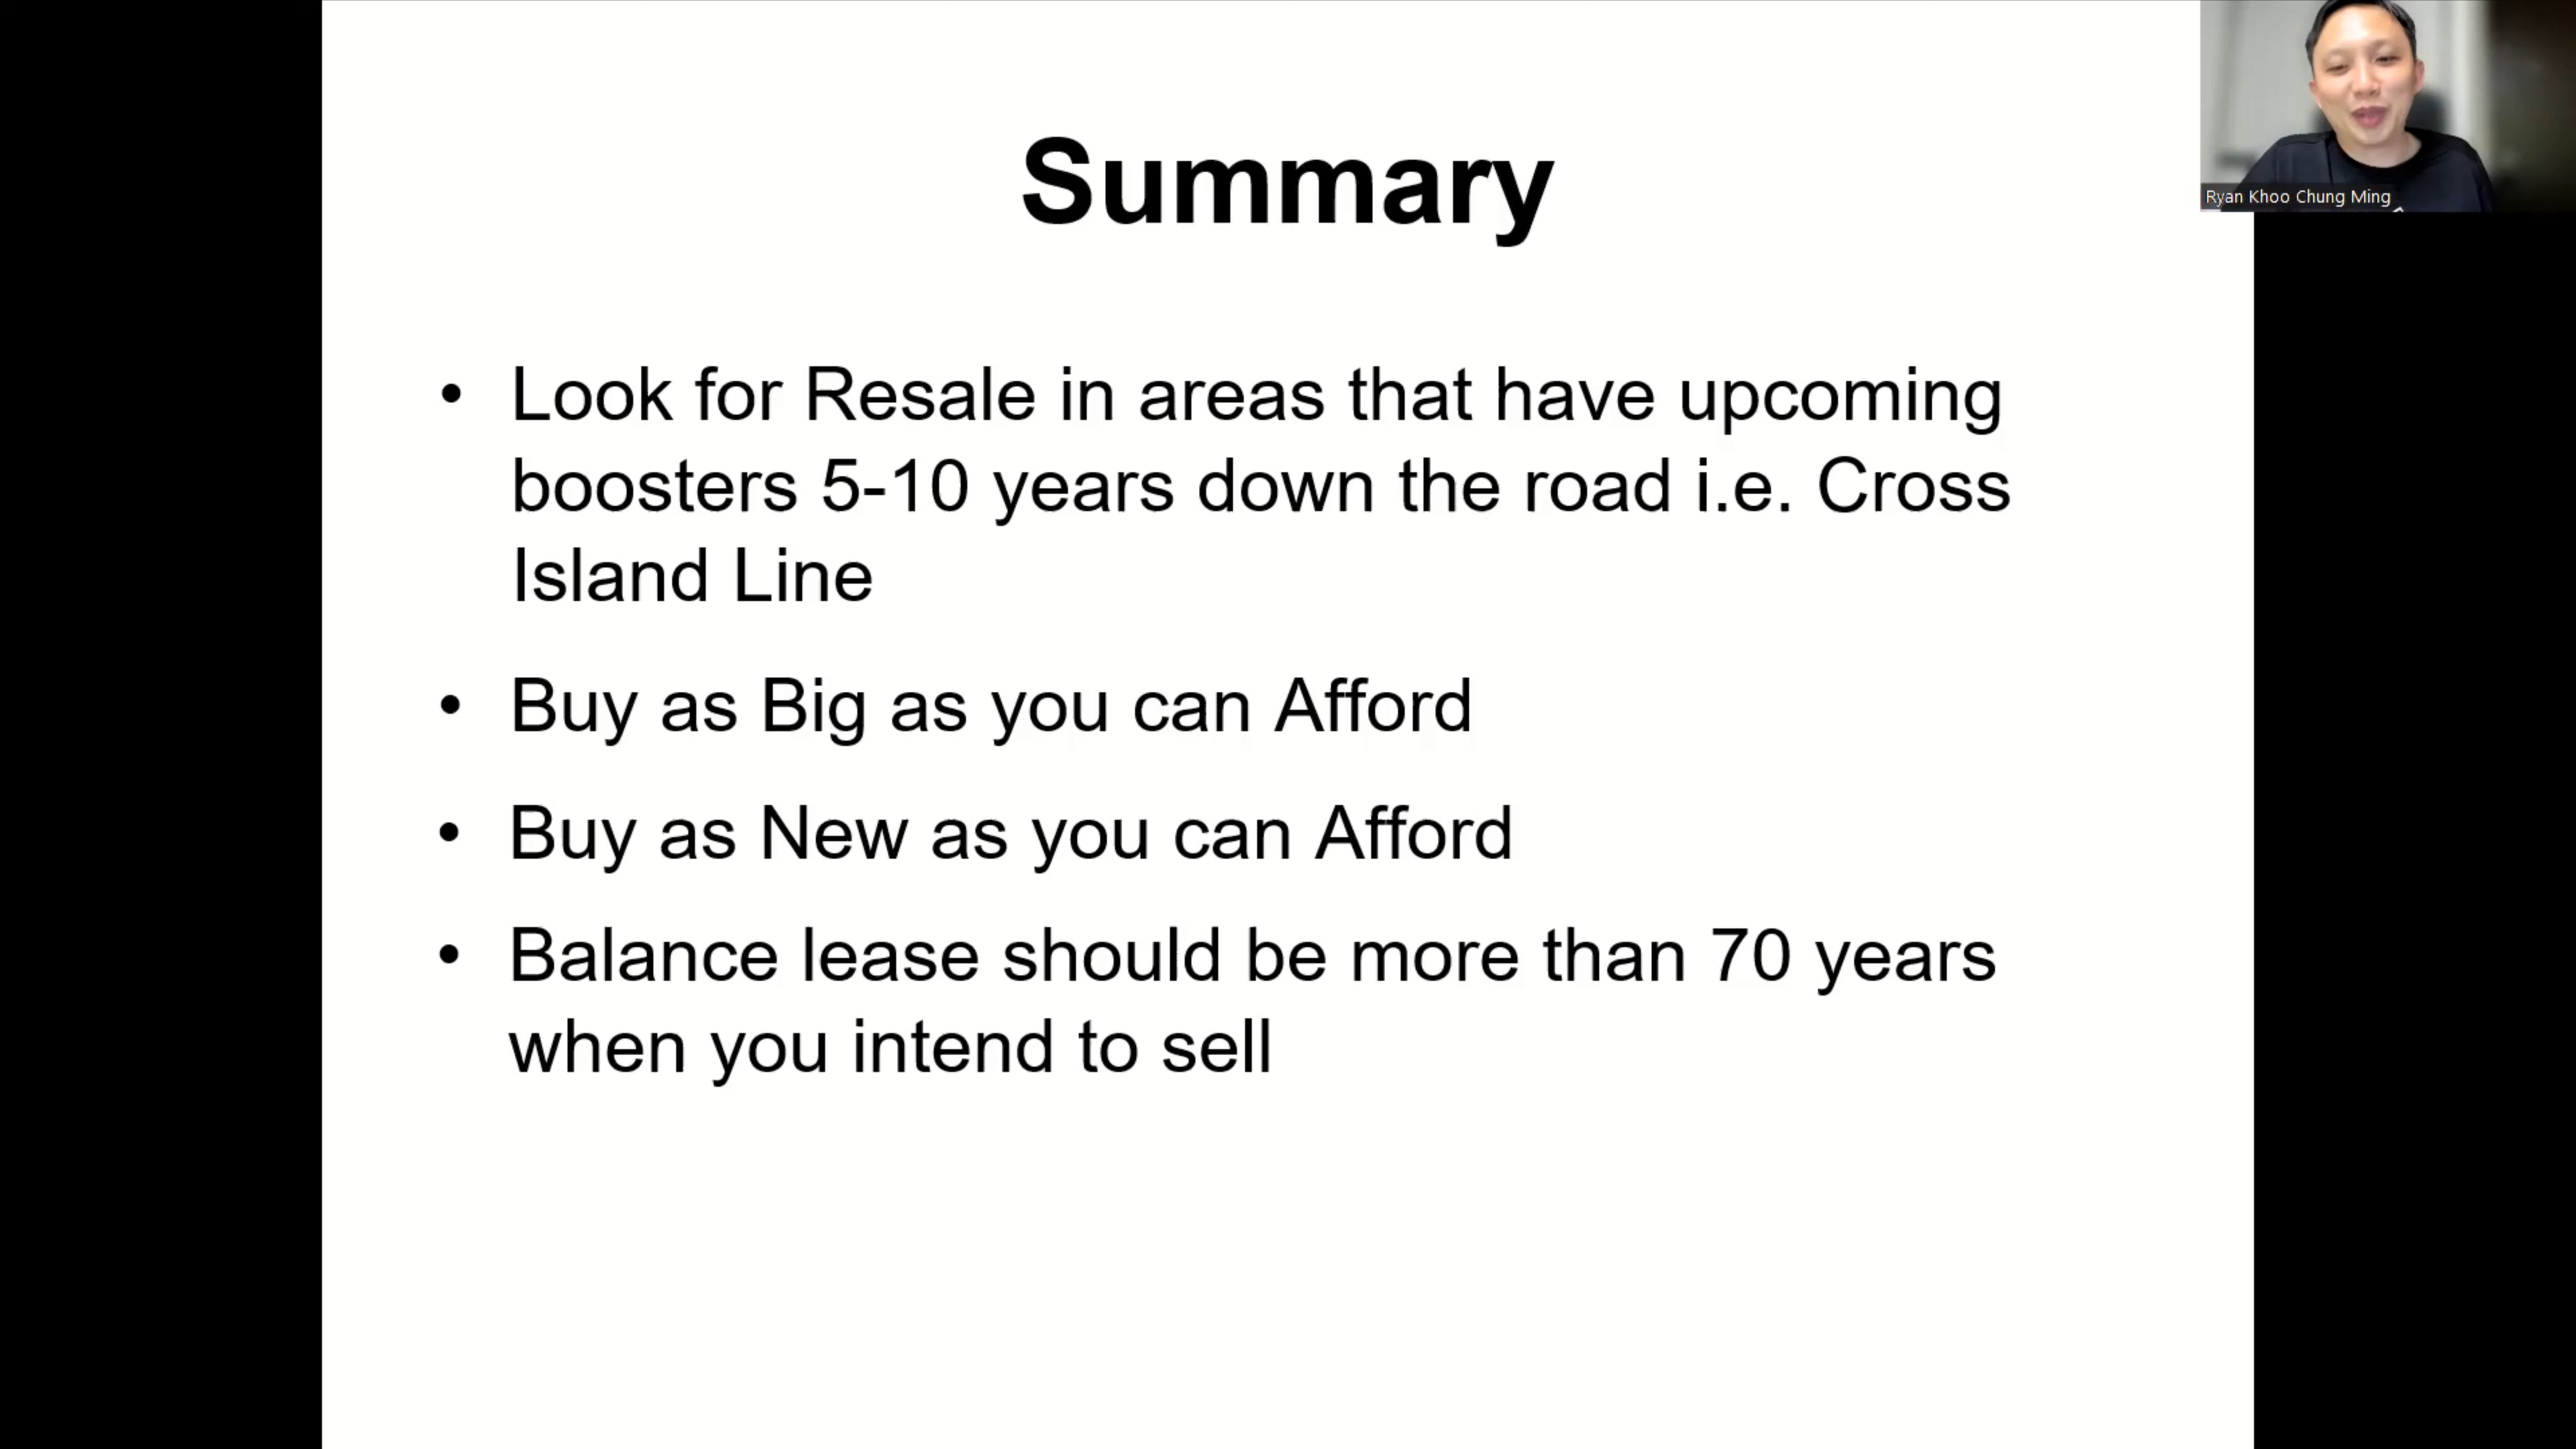 Summary
Ryan Khoo Chung Ming
• Look for Resale in areas that have upcoming
boosters 5-10 years down the road i.e. Cross
Island Line
• Buy as Big as you can Afford
• Buy as New as you can Afford
• Balance lease should be more than 70 years
when you intend to sell